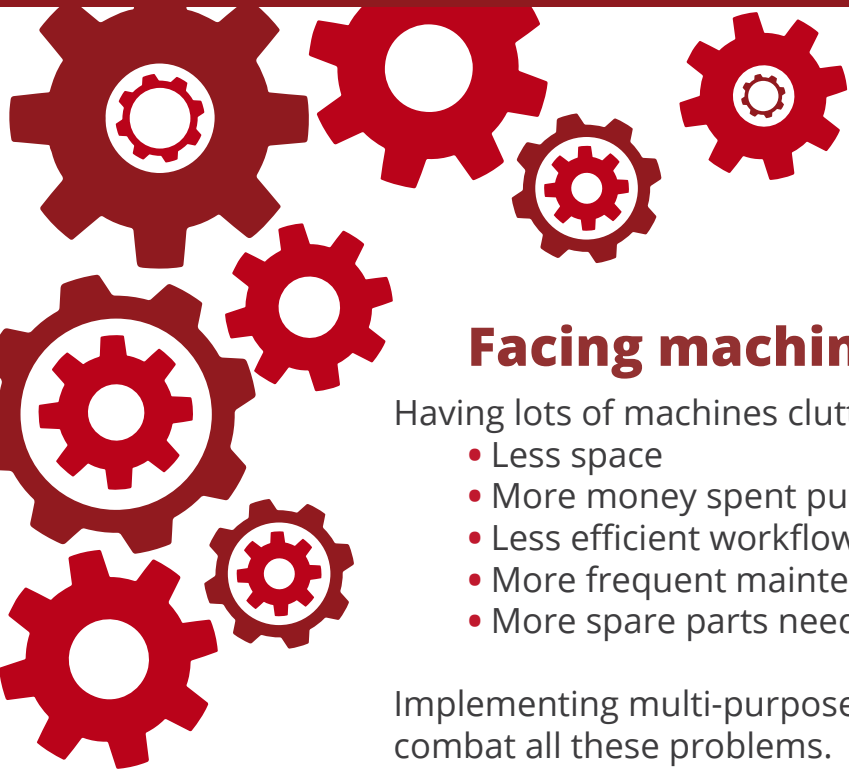 Facing machin
Having lots of machines clut
• Less space
• More money spent pu
• Less efficient workflow
• More frequent mainte
• More spare parts need
Implementing multi-purpose
combat all these problems.